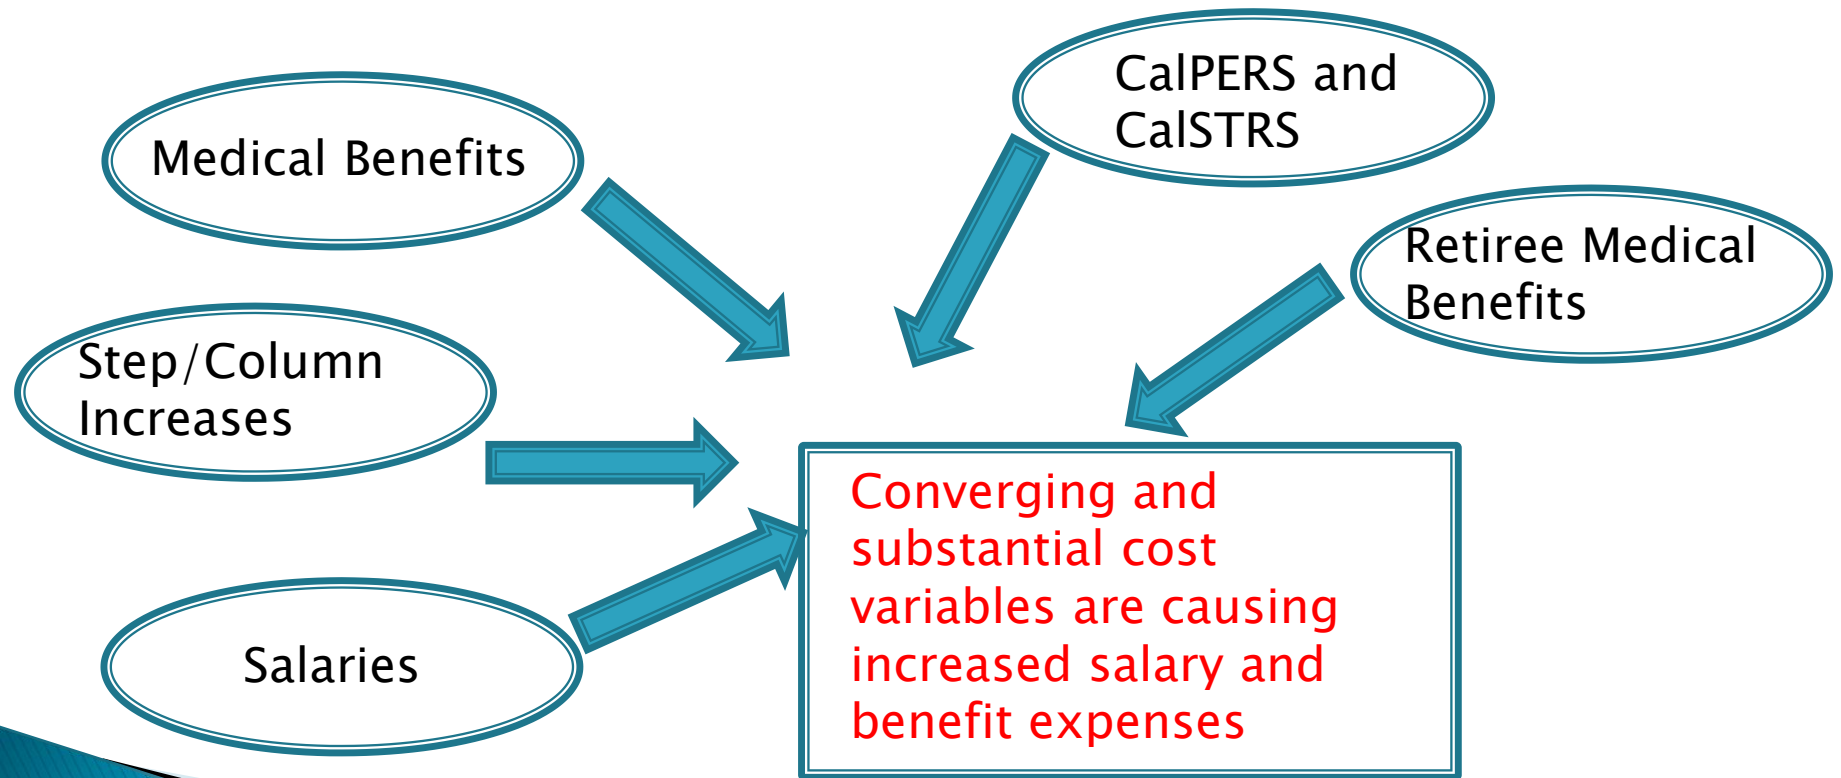 CalPERS and
CalSTRS
Medical Benefits
Retiree Medical
Benefits
Step/Column
Increases
Salaries
Converging and
substantial cost
variables are causing
increased salary and
benefit expenses